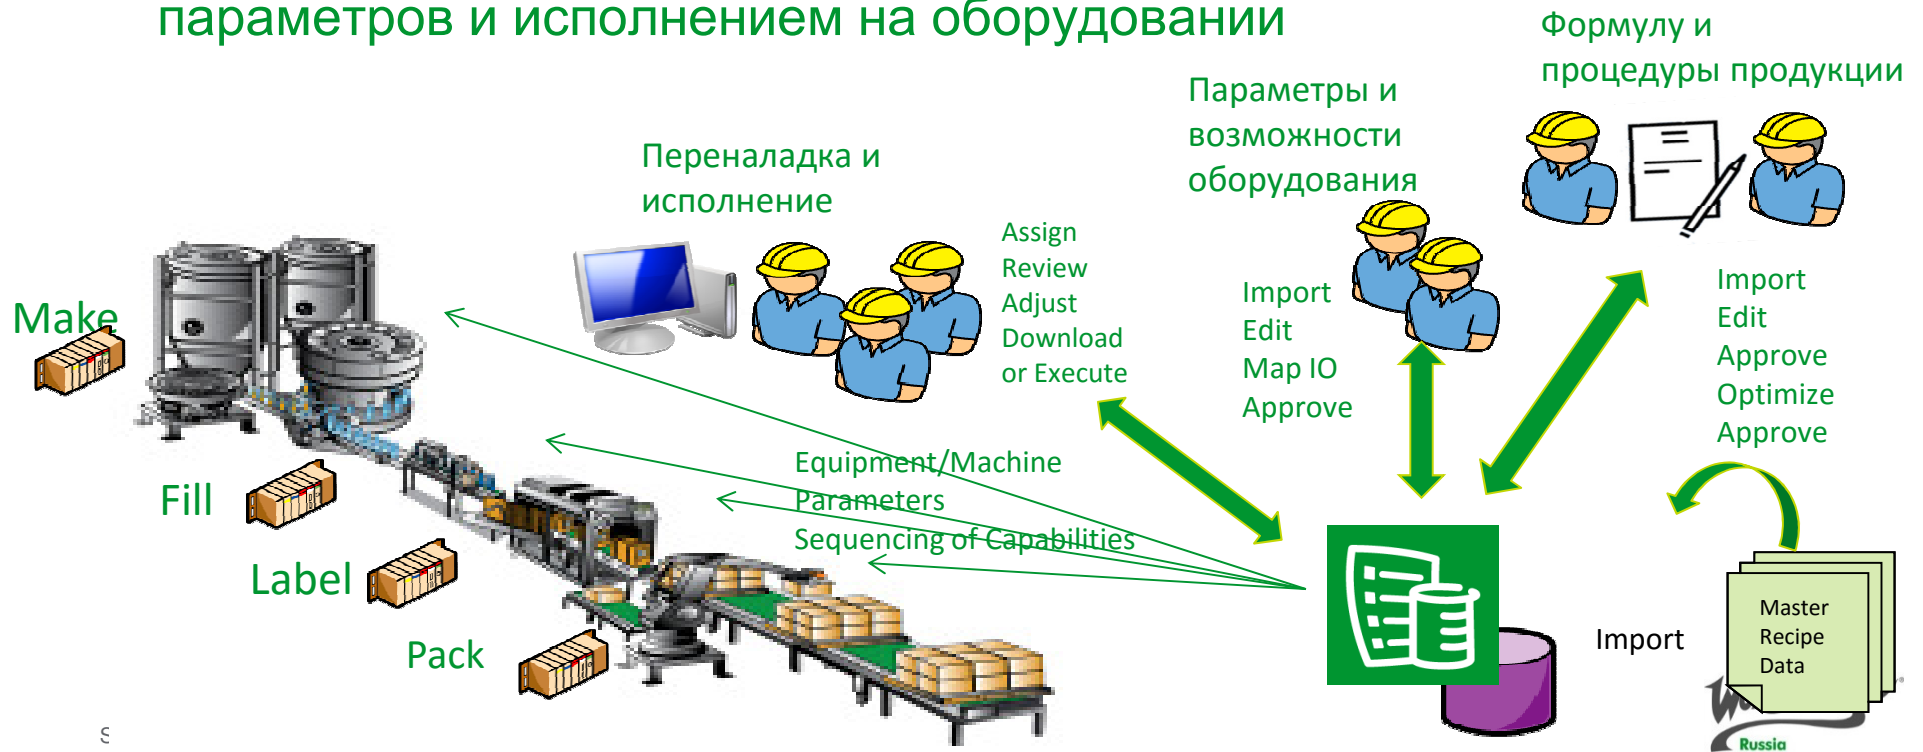 параметров и исполнением на оборудовании
Формулу и
процедуры продукции
Параметры и
возможности
оборудования
Переналадка и
исполнение
Assign
Review
Adjust
Download
or Execute
Import
Edit
Map IO
Approve
Import
Edit
Approve
Optimize
Approve
Make
Fill
Label
Pack
Equipment/Machine
Parameters
Sequencing of Capabilities
Import
Master
Recipe
Data
Russia